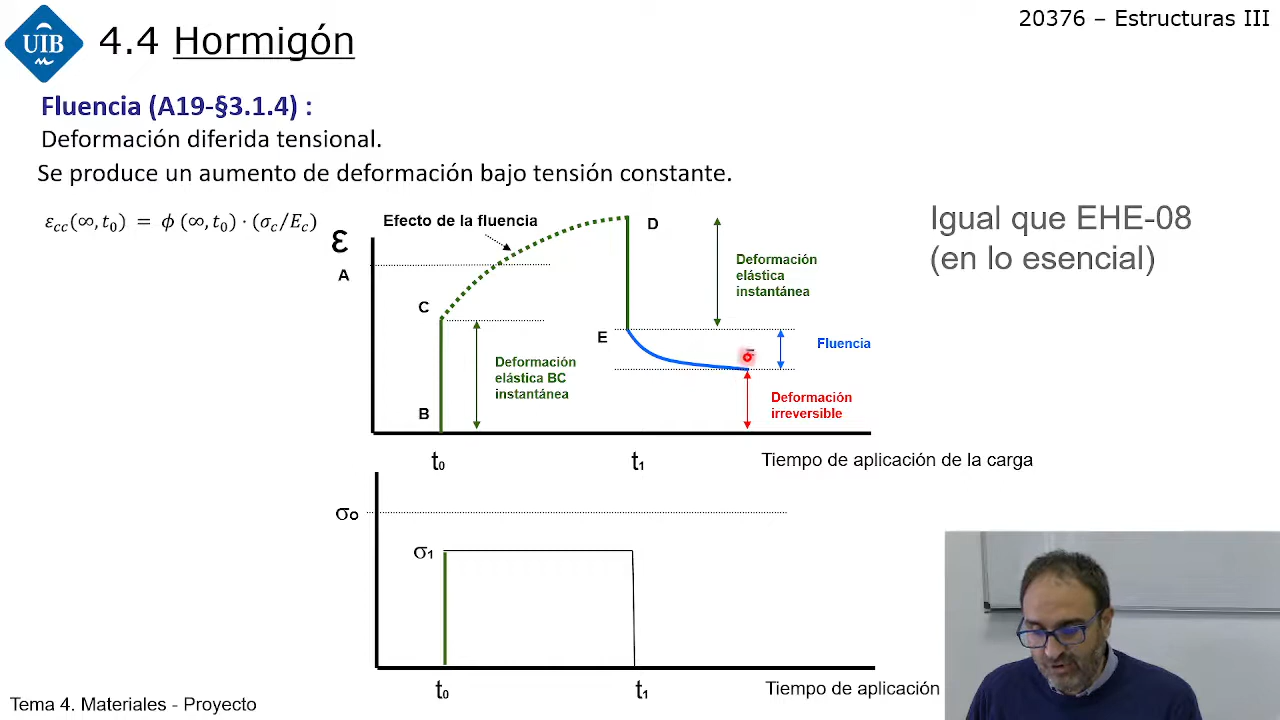 UIB
4.4 Hormigón
20376 – Estructuras III
Fluencia (A19-§3.1.4) :
Deformación diferida tensional.
Se produce un aumento de deformación bajo tensión constante.
εcc(∞, t0) = ϕ (∞, t0) · (σc/Ec)
Igual que EHE-08
(en lo esencial)
Efecto de la fluencia
ε
A
C
B
D
E
Deformación
elástica BC
instantánea
Deformación
elástica
instantánea
Fluencia
Deformación
irreversible
t0
t1
Tiempo de aplicación de la carga
σo
σ1
t0
t1
Tiempo de aplicación
Tema 4. Materiales - Proyecto